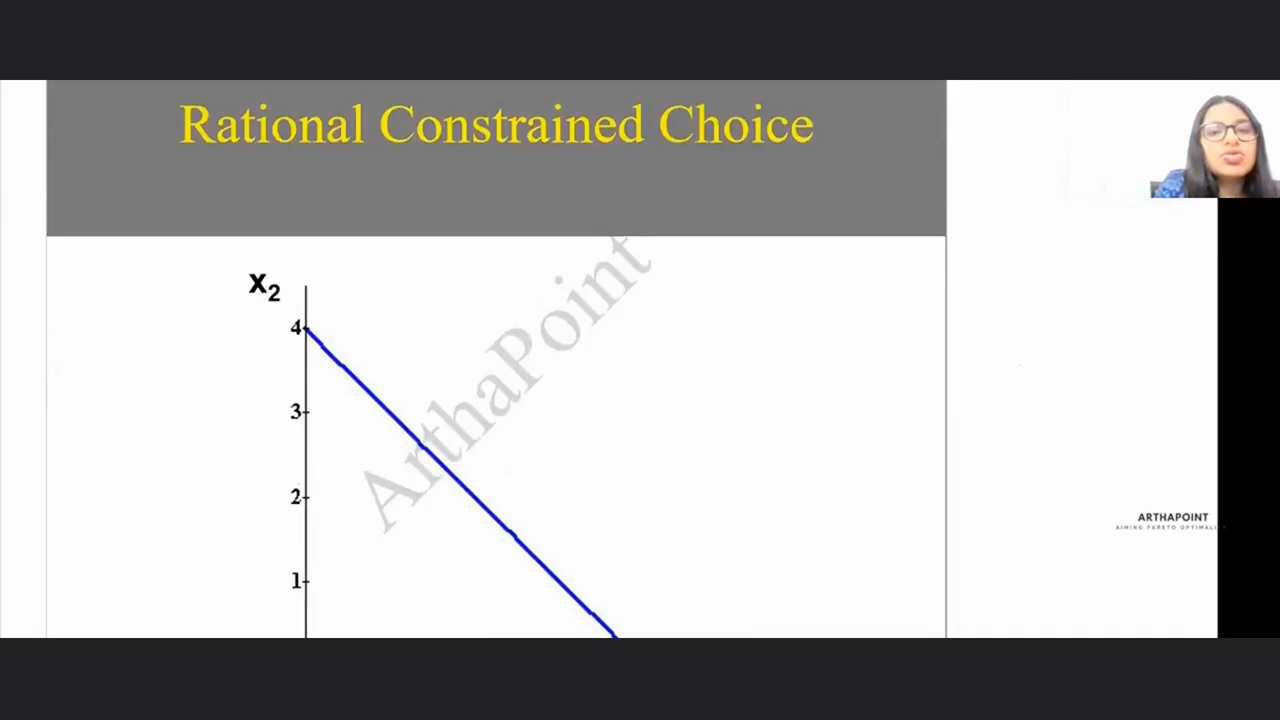 Rational Constrained Choice
x2
4
3
2
1
ArthaPoint
ARTHAPOINT
AIMING PARETO OPTIMALITY